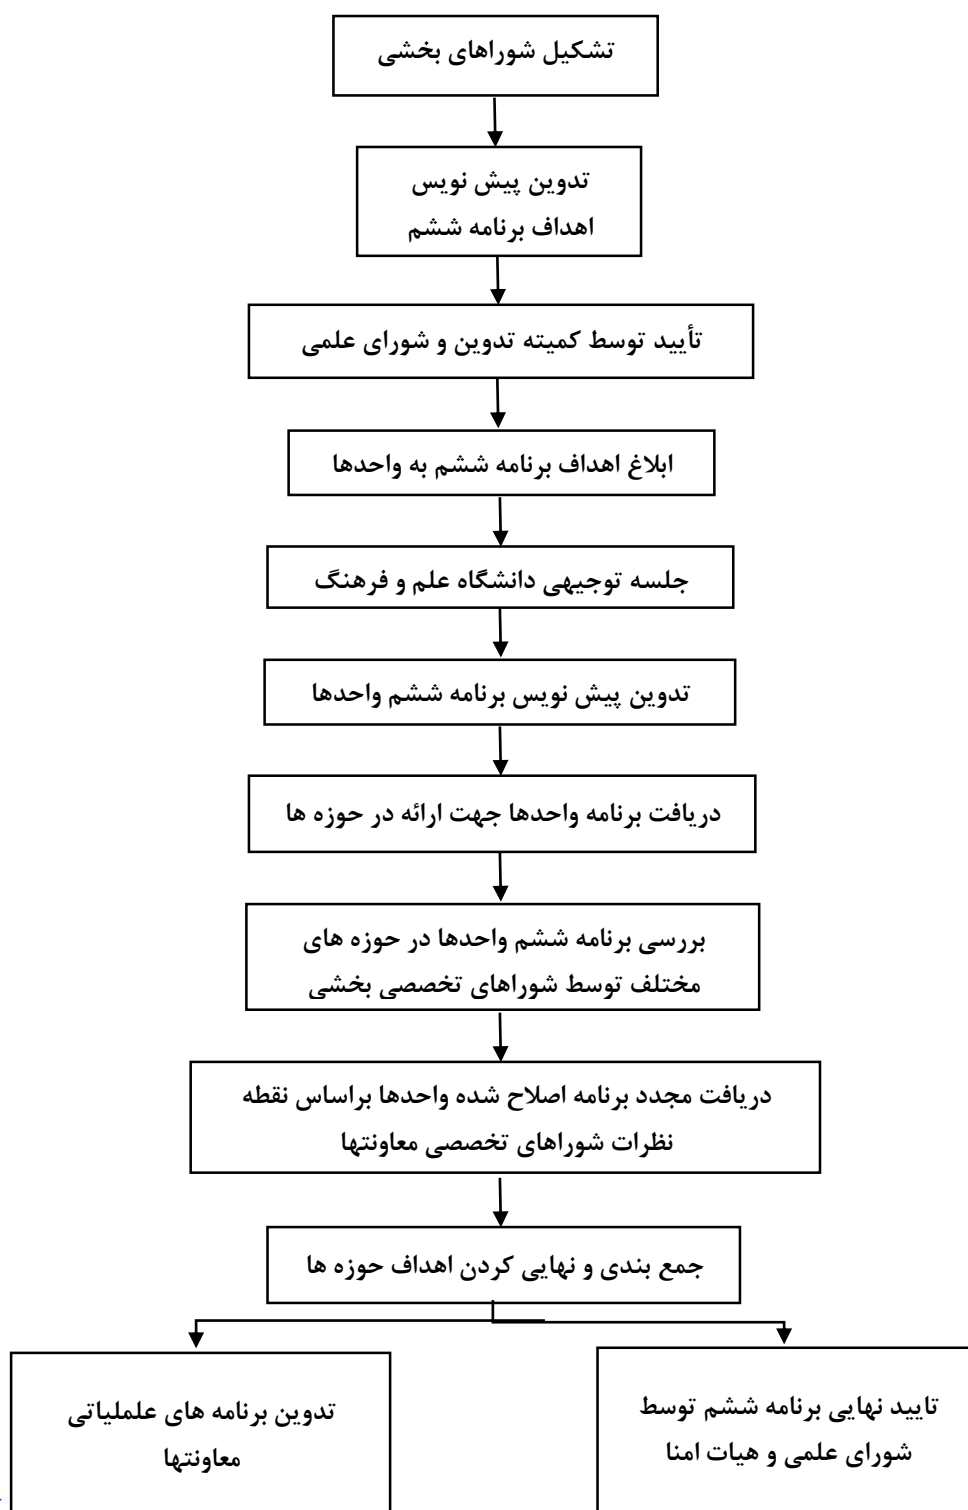 تشکیل شوراهای بخشی
تدوین پیش نویس
اهداف برنامه ششم
تأیید توسط کمیته تدوین و شورای علمی
ابلاغ اهداف برنامه ششم به واحدها
جلسه توجیهی دانشگاه علم و فرهنگ
تدوین پیش نویس برنامه ششم واحدها
دریافت برنامه واحدها جهت ارائه در حوزه ها
بررسی برنامه ششم واحدها در حوزه های
مختلف توسط شوراهای تخصصی بخشی
دریافت مجدد برنامه اصلاح شده واحدها براساس نقطه
نظرات شوراهای تخصصی معاونتها
جمع بندی و نهایی کردن اهداف حوزه ها
تایید نهایی برنامه ششم توسط
شورای علمی و هیات امنا
تدوین برنامه های علملیاتی
معاونتها